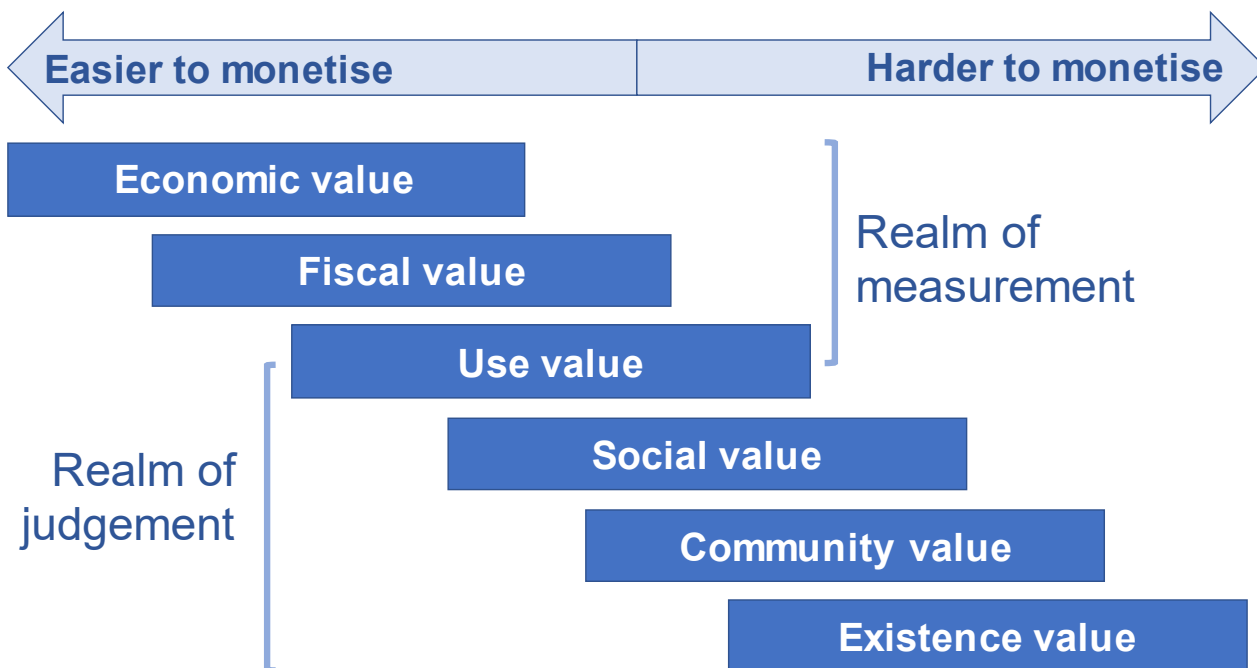 Easier to monetise
Harder to monetise
Economic value
Fiscal value
Use value
Social value
Community value
Existence value
Realm of
measurement
Realm of
judgement